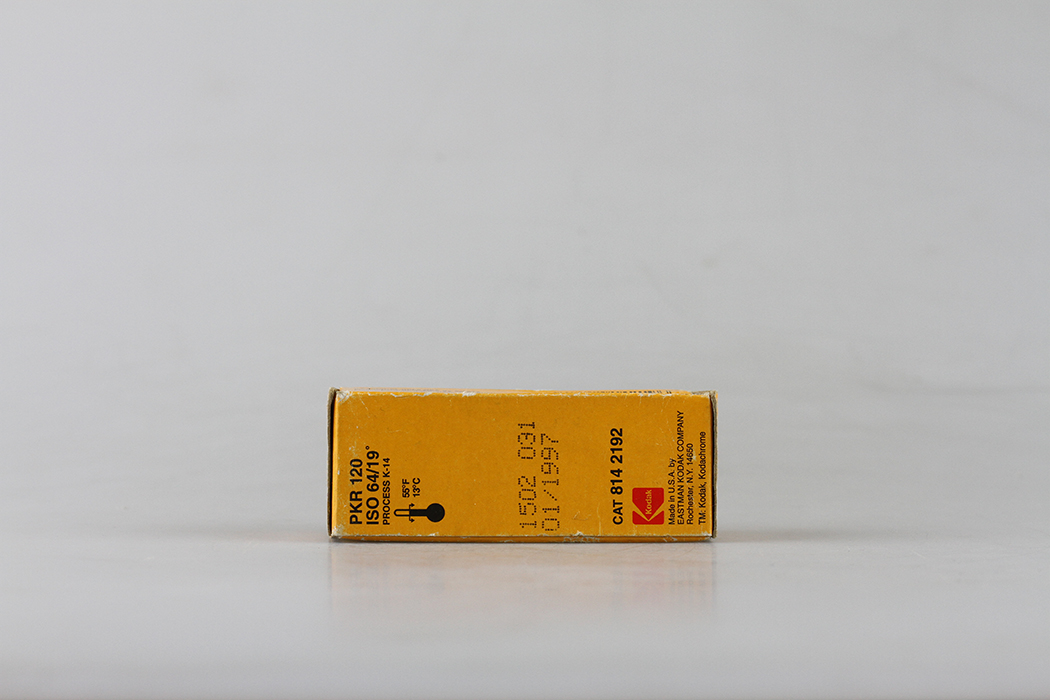 PKR 120
ISO 64/19°
PROCESS K-14
55°F
13°C
1502 031
01/1997
CAT 814 2192
Kodak
Made in U.S.A. by
EASTMAN KODAK COMPANY
Rochester, N.Y. 14650
TM: Kodak, Kodachrome